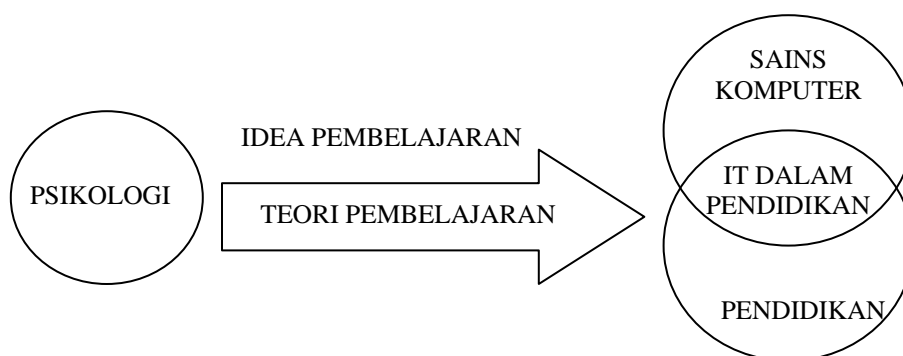 PSIKOLOGI
IDEA PEMBELAJARAN
TEORI PEMBELAJARAN
SAINS
KOMPUTER
IT DALAM
PENDIDIKAN
PENDIDIKAN